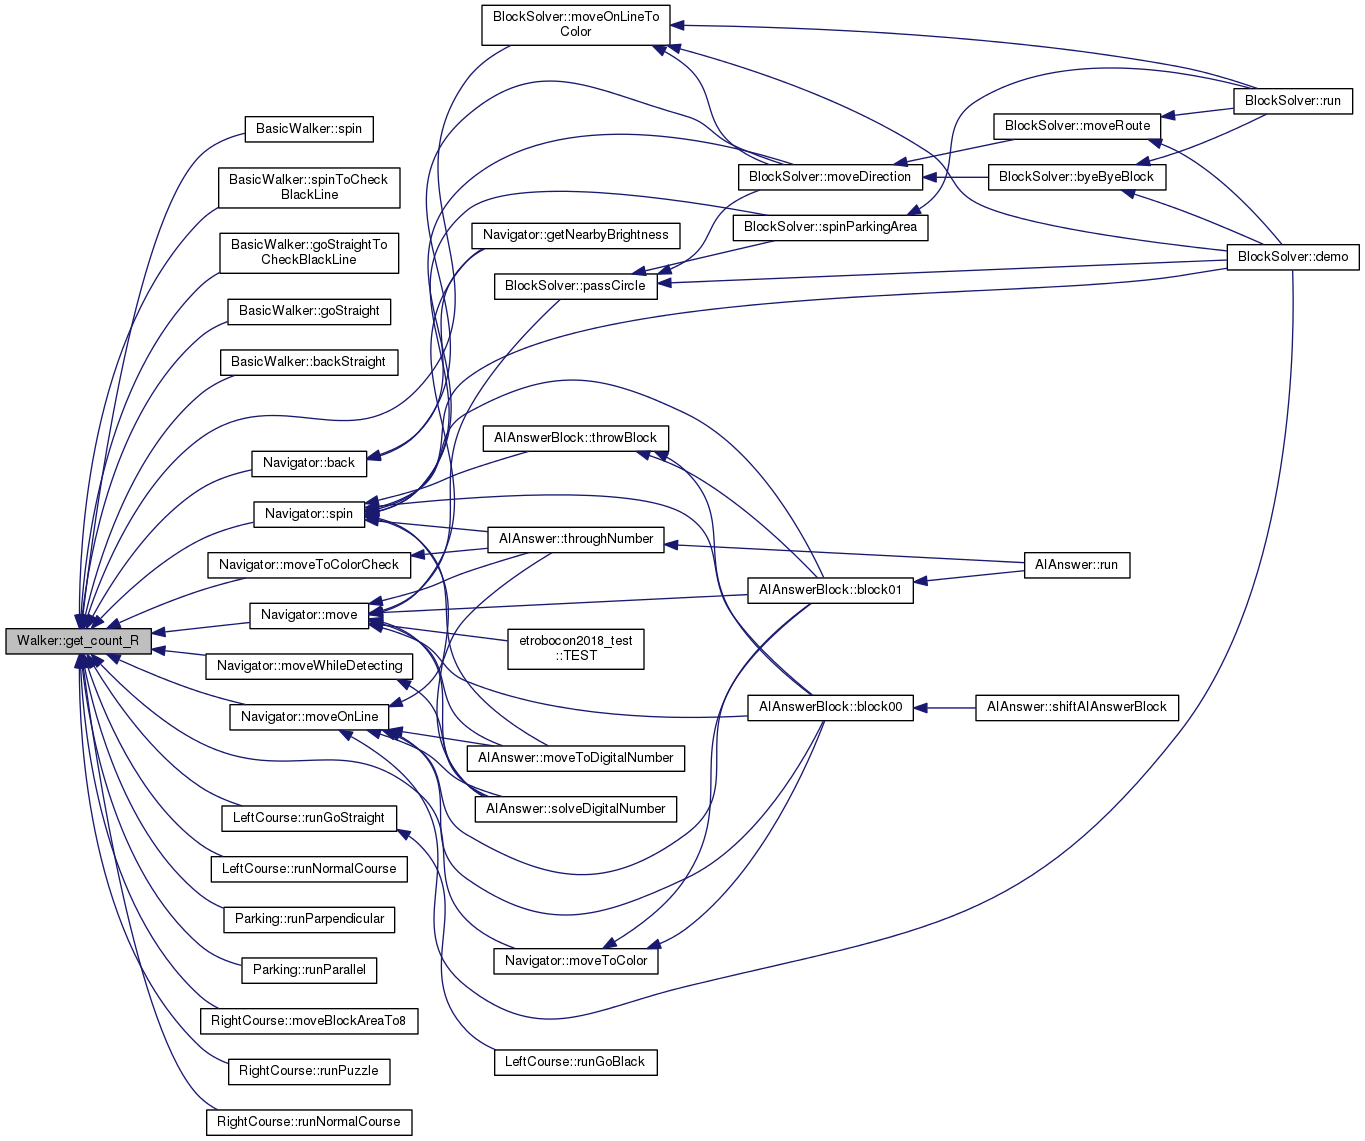 Walker::get_count_R
BasicWalker::spin
BasicWalker::spinToCheck
BlackLine
BasicWalker::goStraightTo
CheckBlackLine
BasicWalker::goStraight
BasicWalker::backStraight
Navigator::back
Navigator::spin
Navigator::moveToColorCheck
Navigator::move
Navigator::moveWhileDetecting
Navigator::moveOnLine
LeftCourse::runGoStraight
LeftCourse::runNormalCourse
Parking::runParpendicular
Parking::runParallel
RightCourse::moveBlockAreaTo8
RightCourse::runPuzzle
RightCourse::runNormalCourse
BlockSolver::moveOnLineTo
Color
Navigator::getNearbyBrightness
BlockSolver::passCircle
AIAnswerBlock::throwBlock
AIAnswer::throughNumber
etrobocon2018_test
::TEST
AIAnswer::moveToDigitalNumber
AIAnswer::solveDigitalNumber
Navigator::moveToColor
LeftCourse::runGoBlack
BlockSolver::moveDirection
BlockSolver::spinParkingArea
AIAnswerBlock::block01
AIAnswerBlock::block00
BlockSolver::moveRoute
BlockSolver::byeByeBlock
AIAnswer::run
AIAnswer::shiftAIAnswerBlock
BlockSolver::run
BlockSolver::demo